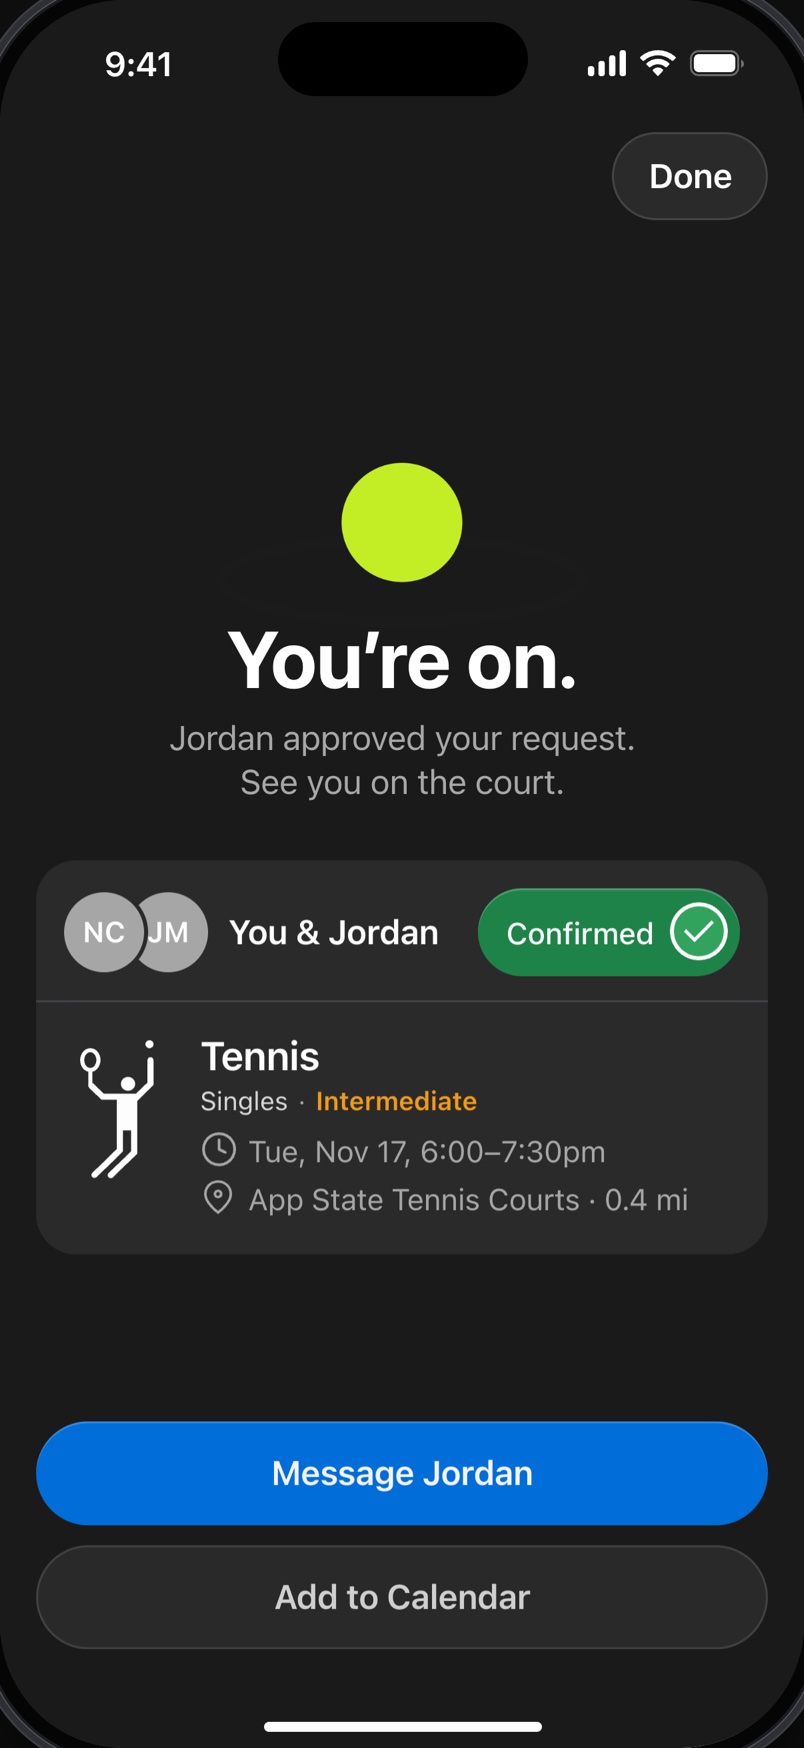 9:41
Done
You’re on.
Jordan approved your request.
See you on the court.
NC JM You & Jordan Confirmed
Tennis
Singles · Intermediate
Tue, Nov 17, 6:00–7:30pm
App State Tennis Courts · 0.4 mi
Message Jordan
Add to Calendar